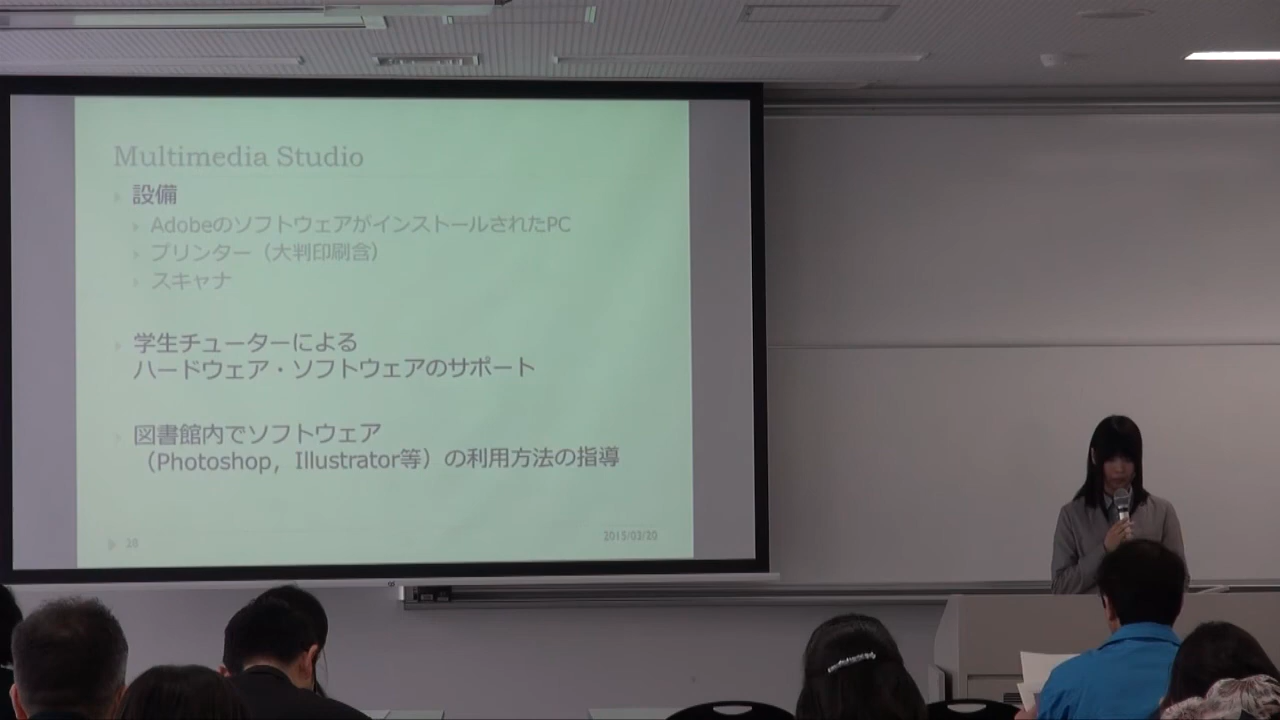 Multimedia Studio
設備
AdobeのソフトウェアがインストールされたPC
プリンター（大判印刷含）
スキャナ
学生チューターによる
ハードウェア・ソフトウェアのサポート
図書館内でソフトウェア
（Photoshop，Illustrator等）の利用方法の指導
28
2015/03/20